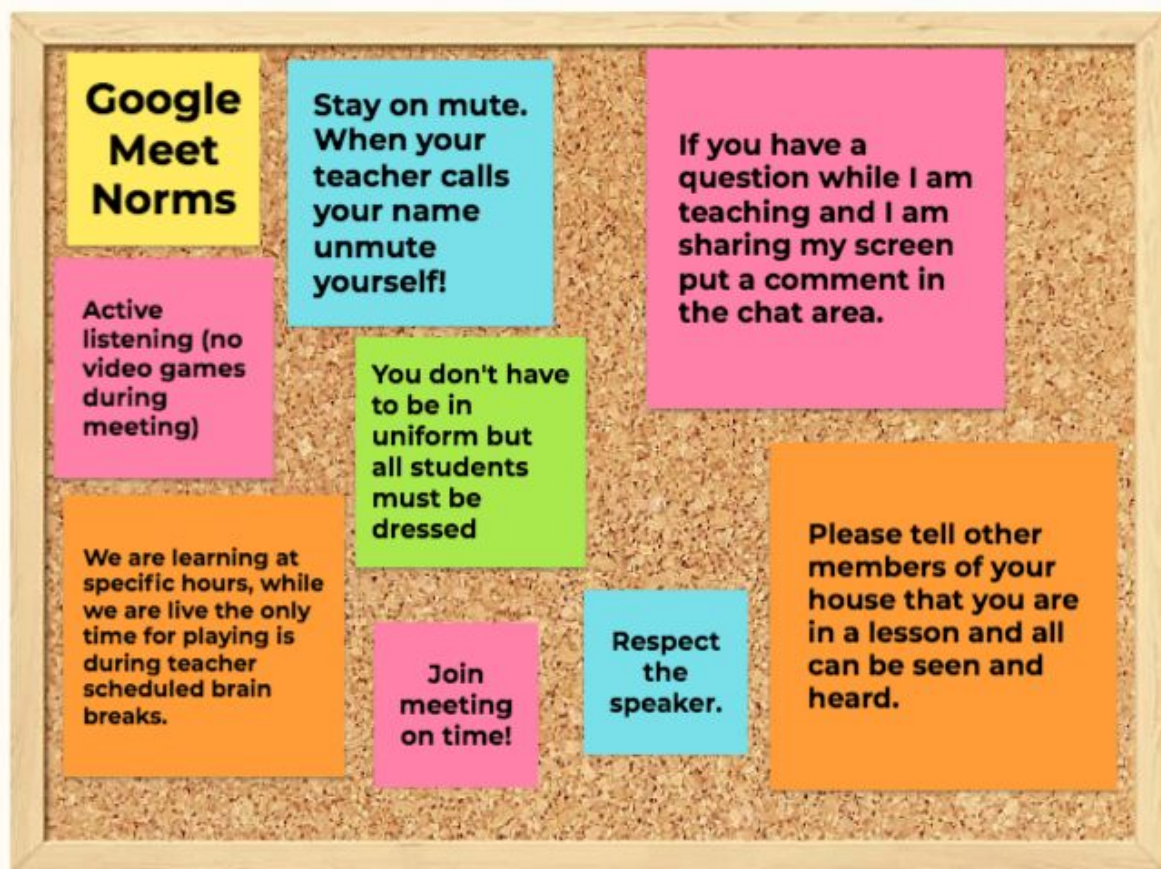 Google
Meet
Norms
Stay on mute.
When your
teacher calls
your name
unmute
yourself!
If you have a
question while I am
teaching and I am
sharing my screen
put a comment in
the chat area.
Active
listening (no
video games
during
meeting)
You don't have
to be in
uniform but
all students
must be
dressed
We are learning at
specific hours, while
we are live the only
time for playing is
during teacher
scheduled brain
breaks.
Join
meeting
on time!
Respect
the
speaker.
Please tell other
members of your
house that you are
in a lesson and all
can be seen and
heard.